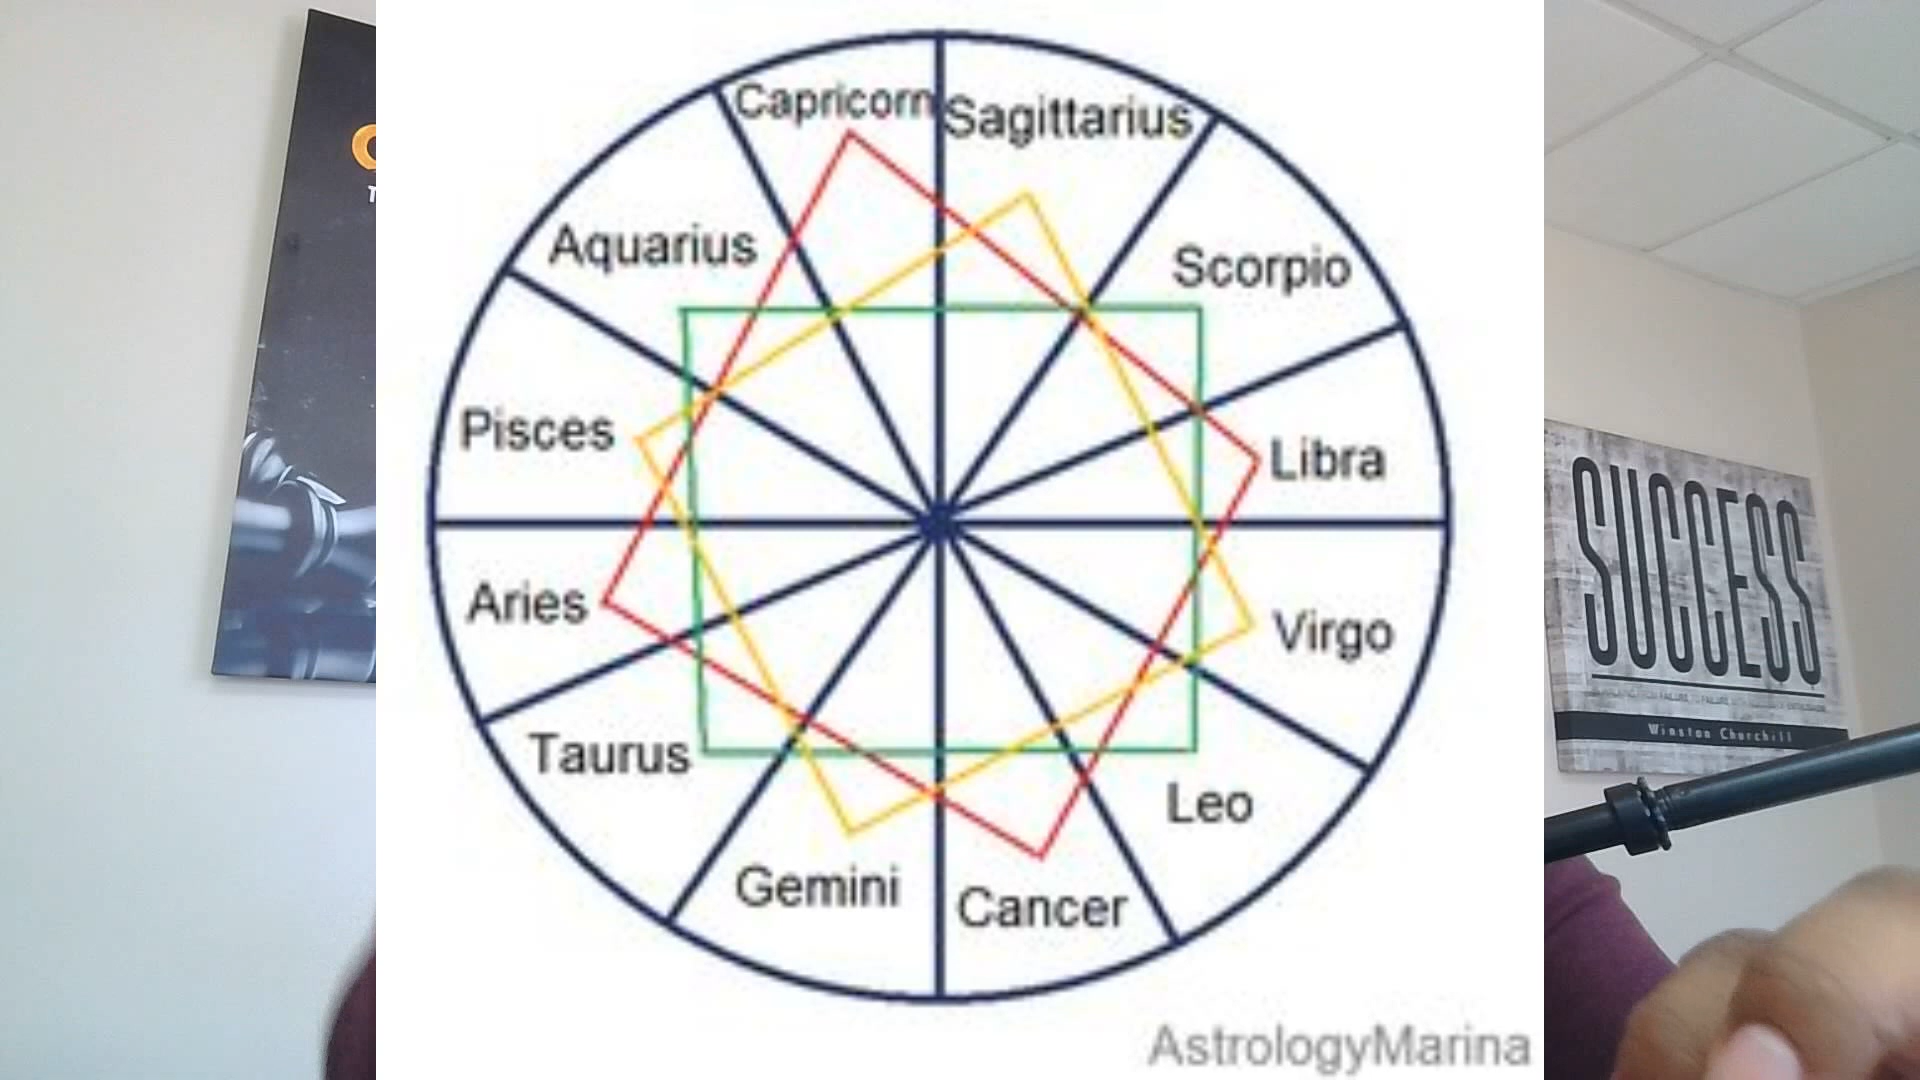 Capricorn
Sagittarius
Aquarius
Scorpio
Pisces
Libra
Aries
Virgo
Taurus
Leo
Gemini
Cancer
AstrologyMarina
SUCCESS
Winston Churchill